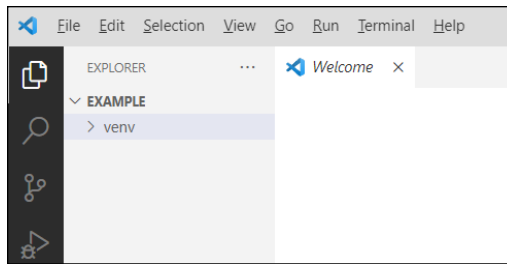 File Edit Selection View Go Run Terminal Help
EXPLORER ... Welcome
EXAMPLE
venv